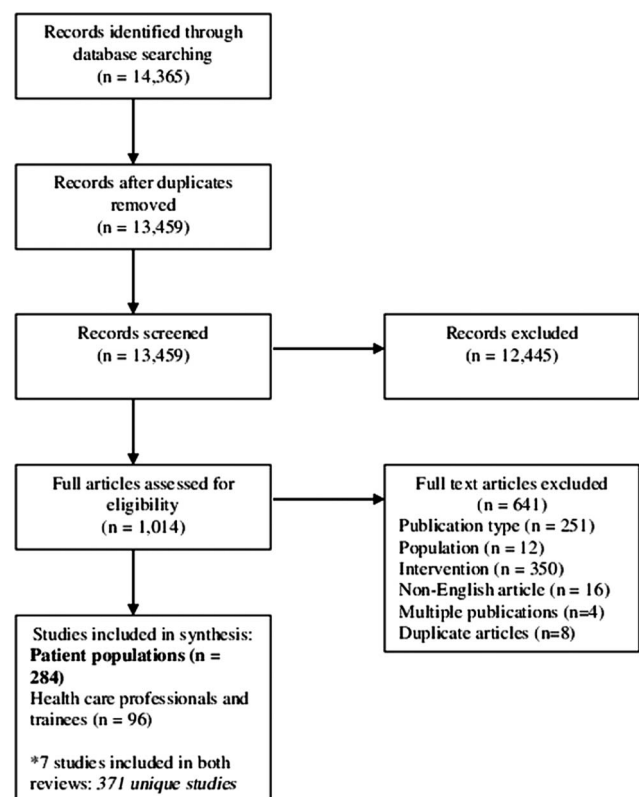 Records identified through
database searching
(n = 14,365)
Records after duplicates
removed
(n = 13,459)
Records screened
(n = 13,459)
Records excluded
(n = 12,445)
Full articles assessed for
eligibility
(n = 1,014)
Full text articles excluded
(n = 641)
Publication type (n = 251)
Population (n = 12)
Intervention (n = 350)
Non-English article (n = 16)
Multiple publications (n=4)
Duplicate articles (n=8)
Studies included in synthesis:
Patient populations (n =
284)
Health care professionals and
trainees (n = 96)
*7 studies included in both
reviews: 371 unique studies